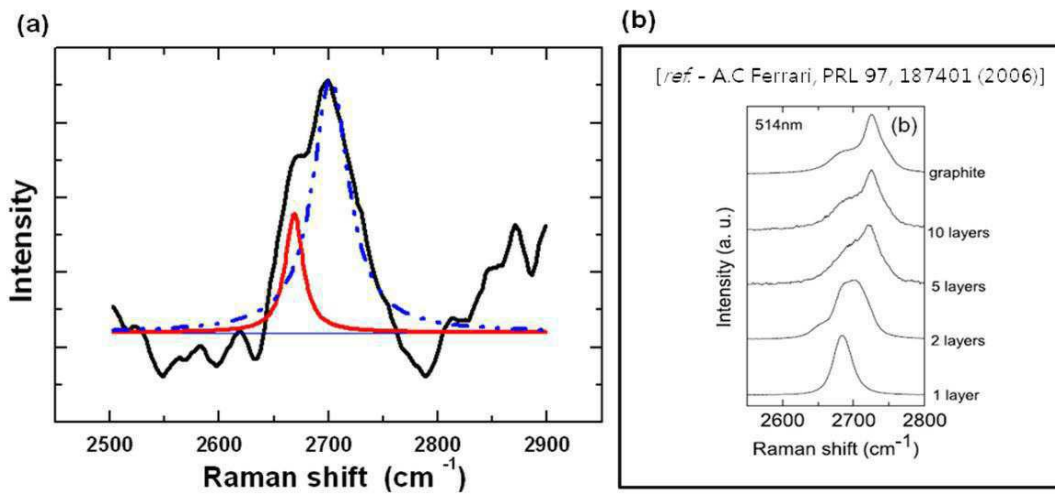 (a)
Intensity
2500 2600 2700 2800 2900
Raman shift (cm⁻¹)
(b)
[ref. - A.C Ferrari, PRL 97, 187401 (2006)]
514nm
(b)
graphite
10 layers
5 layers
2 layers
1 layer
Intensity (a. u.)
2600 2700 2800
Raman shift (cm⁻¹)